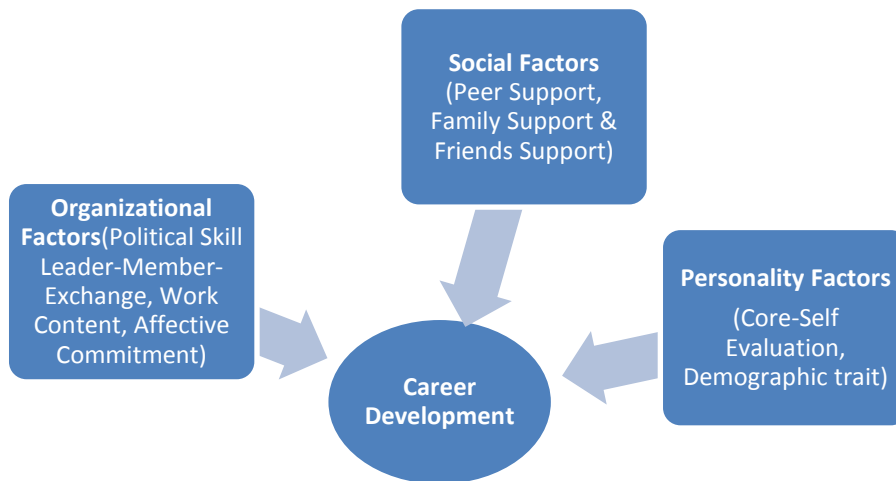 Social Factors
(Peer Support,
Family Support &
Friends Support)
Organizational
Factors(Political Skill
Leader-Member-
Exchange, Work
Content, Affective
Commitment)
Personality Factors
(Core-Self
Evaluation,
Demographic trait)
Career
Development